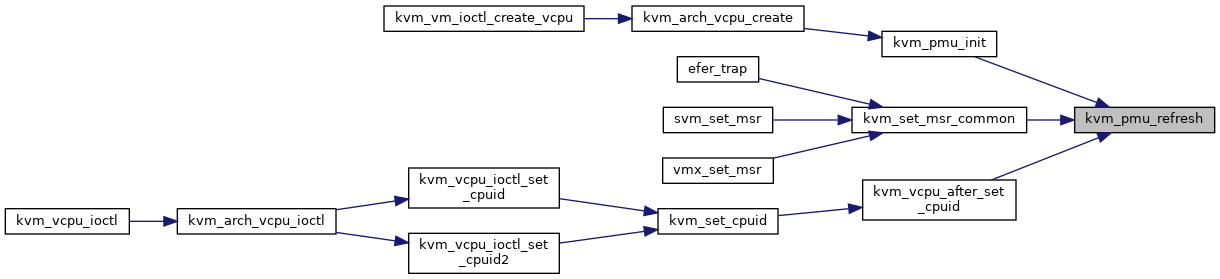 kvm_vm_ioctl_create_vcpu
kvm_arch_vcpu_create
kvm_pmu_init
efer_trap
svm_set_msr
kvm_set_msr_common
kvm_pmu_refresh
vmx_set_msr
kvm_vcpu_ioctl_set
_cpuid
kvm_vcpu_after_set
_cpuid
kvm_vcpu_ioctl
kvm_arch_vcpu_ioctl
kvm_set_cpuid
kvm_vcpu_ioctl_set
_cpuid2